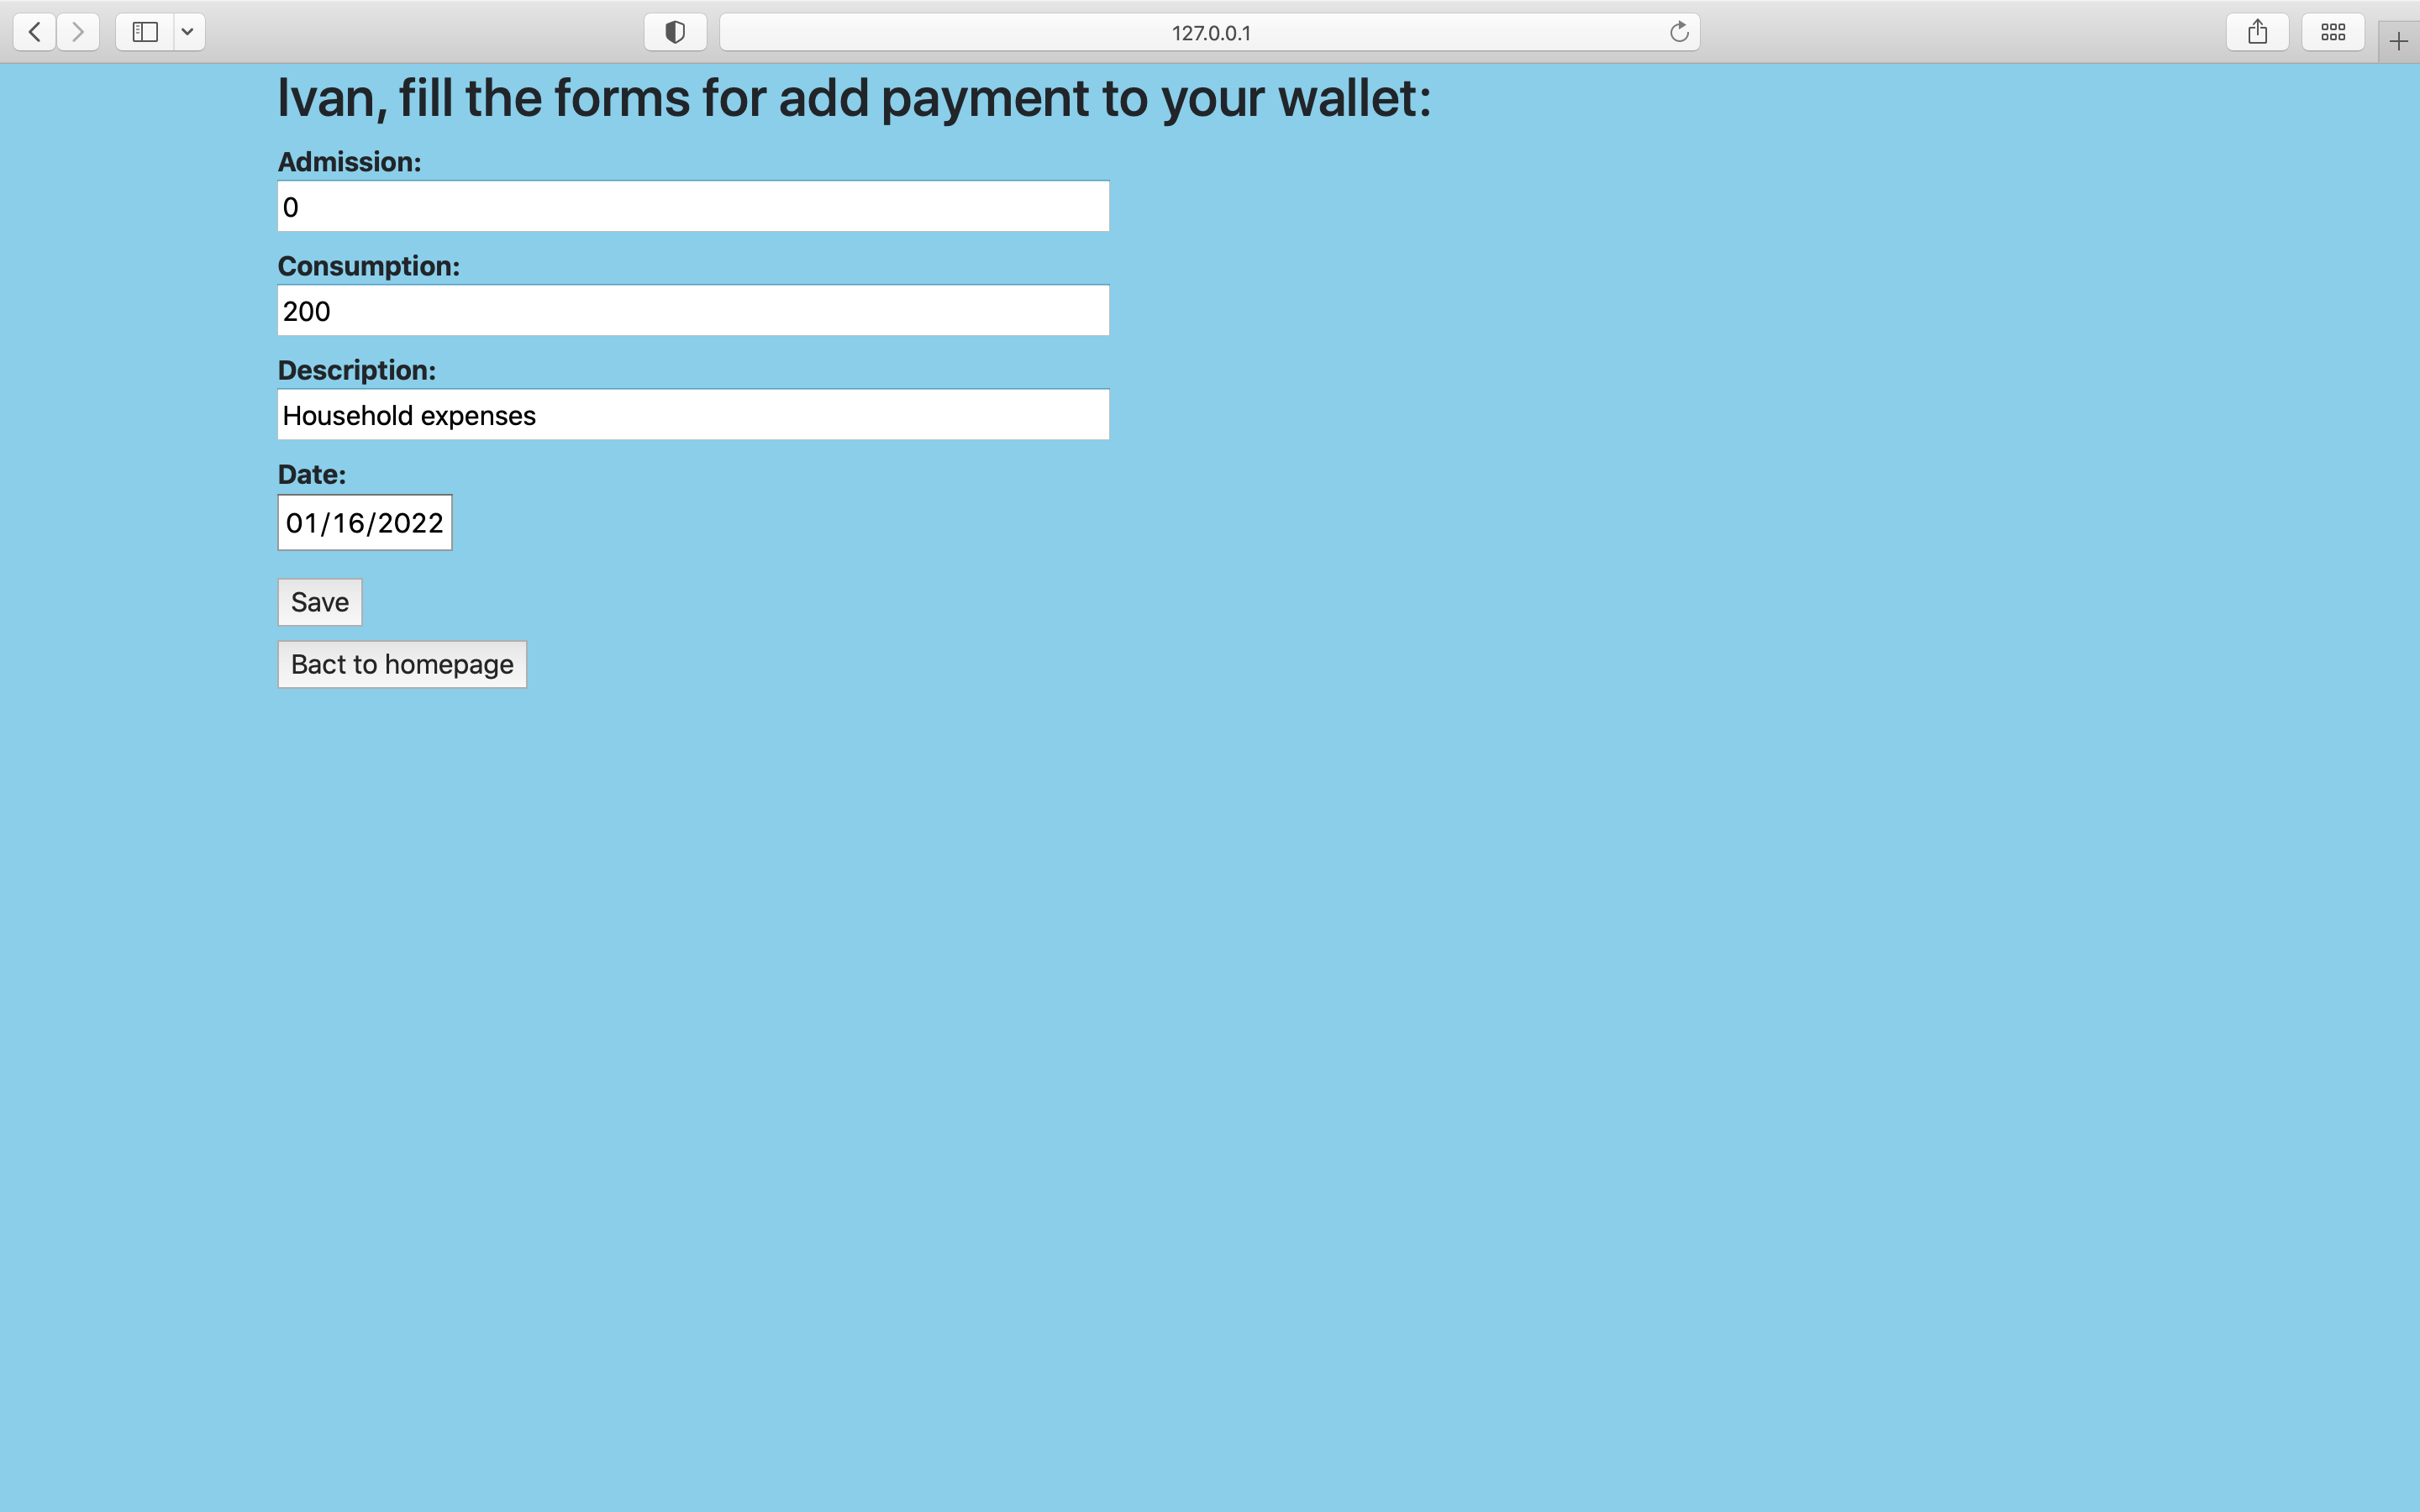 127.0.0.1
Ivan, fill the forms for add payment to your wallet:
Admission:
0
Consumption:
200
Description:
Household expenses
Date:
01/16/2022
Save
Bact to homepage